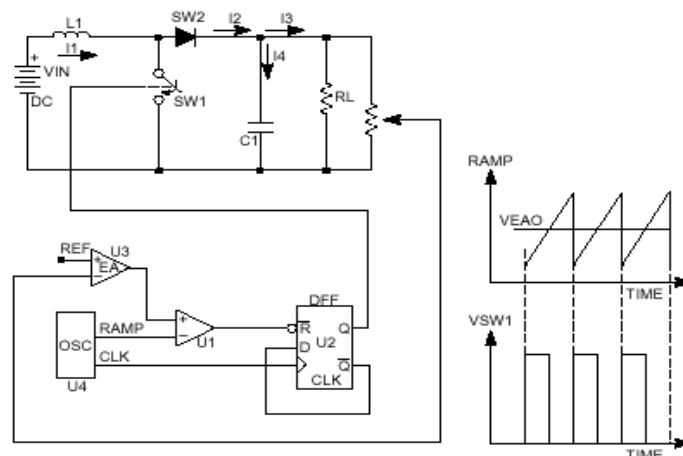 SW2
L1
I2
I3
I1
I4
+
VIN
DC
SW1
RL
C1
REF
U3
+
EA
−
+
−
U1
OSC
RAMP
CLK
U4
DFF
R
Q
D
U2
Q
CLK
RAMP
VEAO
TIME
VSW1
TIME